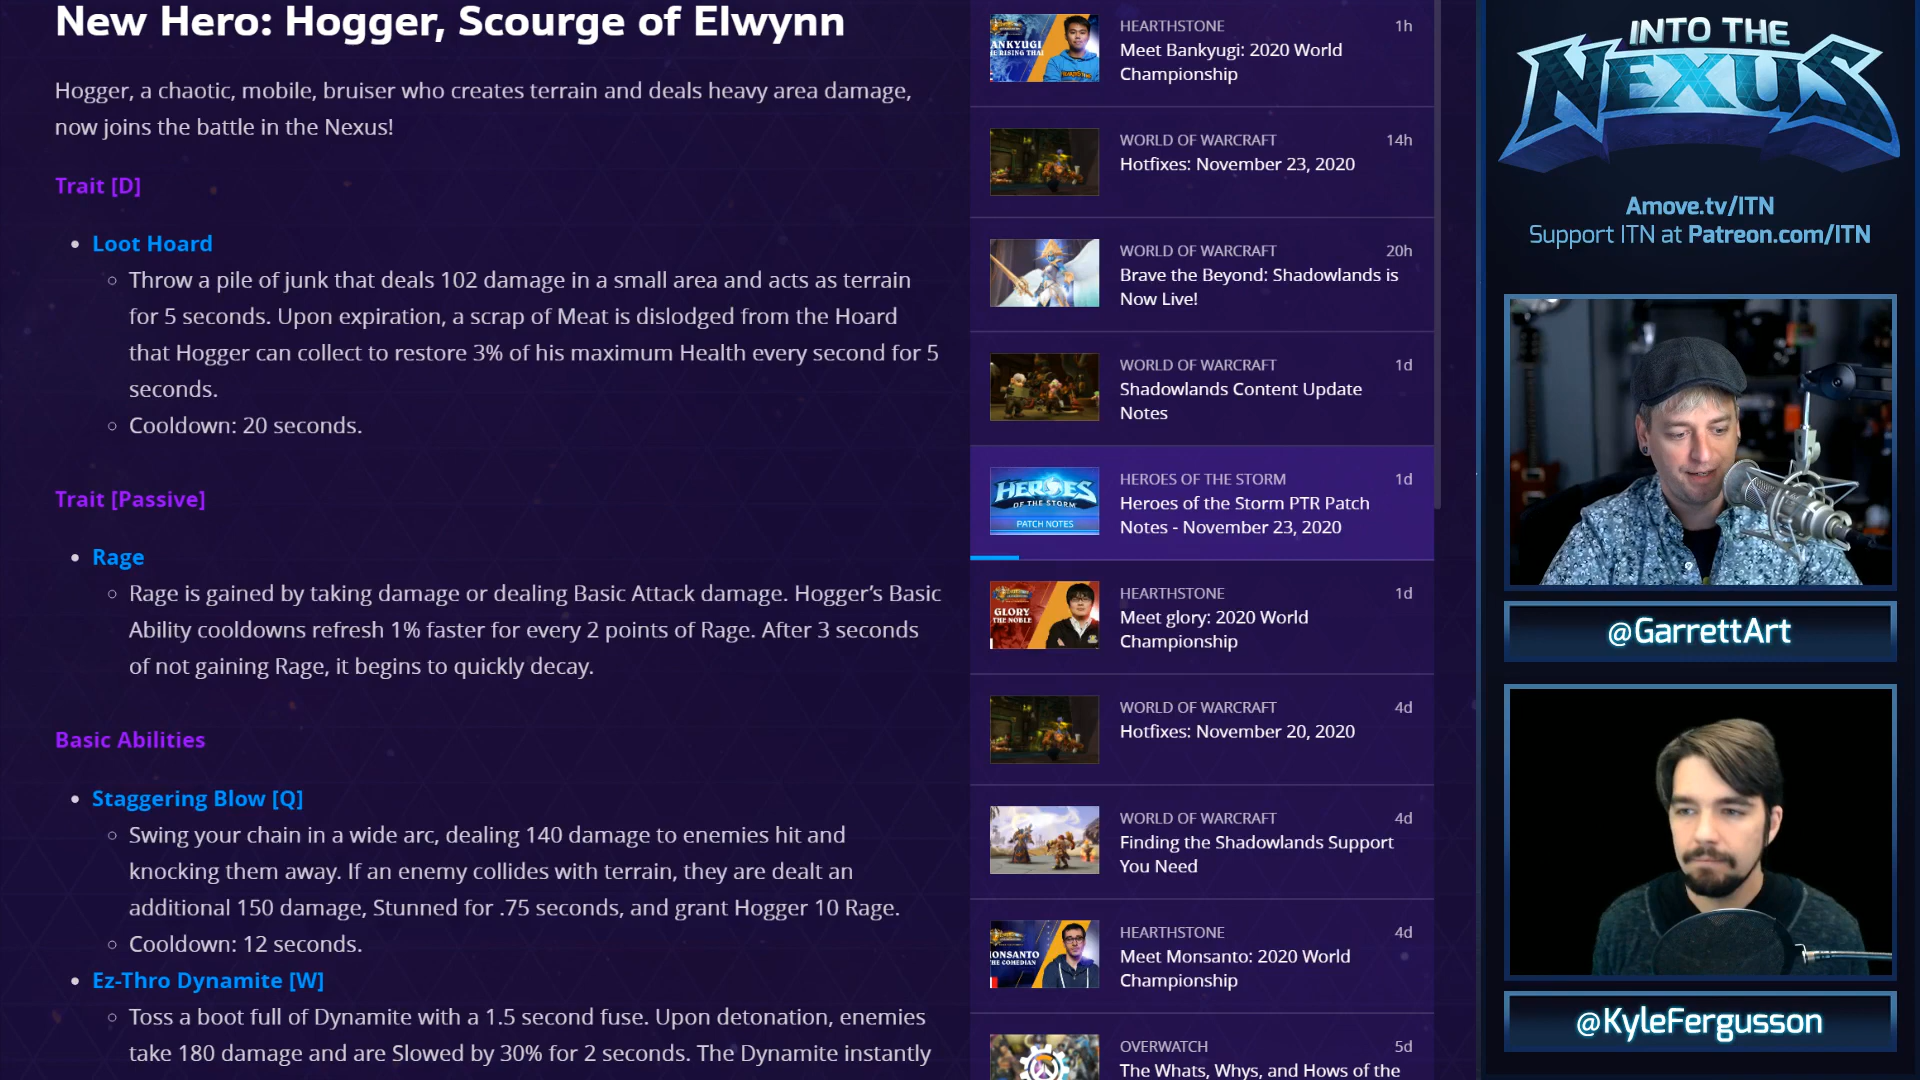 New Hero: Hogger, Scourge of Elwynn
Hogger, a chaotic, mobile, bruiser who creates terrain and deals heavy area damage,
now joins the battle in the Nexus!
Trait [D]
Loot Hoard
Throw a pile of junk that deals 102 damage in a small area and acts as terrain
for 5 seconds. Upon expiration, a scrap of Meat is dislodged from the Hoard
that Hogger can collect to restore 3% of his maximum Health every second for 5
seconds.
Cooldown: 20 seconds.
Trait [Passive]
Rage
Rage is gained by taking damage or dealing Basic Attack damage. Hogger’s Basic
Ability cooldowns refresh 1% faster for every 2 points of Rage. After 3 seconds
of not gaining Rage, it begins to quickly decay.
Basic Abilities
Staggering Blow [Q]
Swing your chain in a wide arc, dealing 140 damage to enemies hit and
knocking them away. If an enemy collides with terrain, they are dealt an
additional 150 damage, Stunned for .75 seconds, and grant Hogger 10 Rage.
Cooldown: 12 seconds.
Ez-Thro Dynamite [W]
Toss a boot full of Dynamite with a 1.5 second fuse. Upon detonation, enemies
take 180 damage and are Slowed by 30% for 2 seconds. The Dynamite instantly
ANKYUGI
HEARTHSTONE 1h
Meet Bankyugi: 2020 World
Championship
WORLD OF WARCRAFT 14h
Hotfixes: November 23, 2020
WORLD OF WARCRAFT 20h
Brave the Beyond: Shadowlands is
Now Live!
WORLD OF WARCRAFT 1d
Shadowlands Content Update
Notes
HEROES
OF THE STORM
PATCH NOTES
HEROES OF THE STORM 1d
Heroes of the Storm PTR Patch
Notes - November 23, 2020
GLORY
THE NOBLE
HEARTHSTONE 1d
Meet glory: 2020 World
Championship
WORLD OF WARCRAFT 4d
Hotfixes: November 20, 2020
WORLD OF WARCRAFT 4d
Finding the Shadowlands Support
You Need
ONSANTO
HE COMEDIAN
HEARTHSTONE 4d
Meet Monsanto: 2020 World
Championship
OVERWATCH 5d
The Whats, Whys, and Hows of the
INTO THE
NEXUS
Amove.tv/ITN
Support ITN at Patreon.com/ITN
@GarrettArt
@KyleFergusson